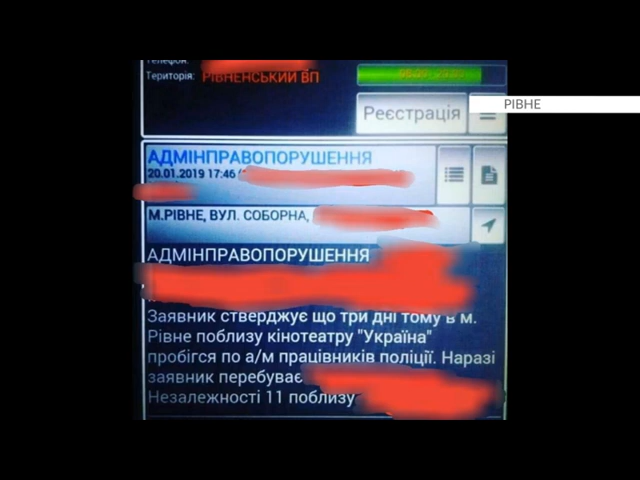 Територія: РІВНЕНСЬКИЙ ВП
Реєстрація
РІВНЕ
АДМІНПРАВОПОРУШЕННЯ
20.01.2019 17:46
М.РІВНЕ, ВУЛ. СОБОРНА,
АДМІНПРАВОПОРУШЕННЯ
Заявник стверджує що три дні тому в м.
Рівне поблизу кінотеатру "Україна"
пробігся по а/м працівників поліції. Наразі
заявник перебуває
Незалежності 11 поблизу